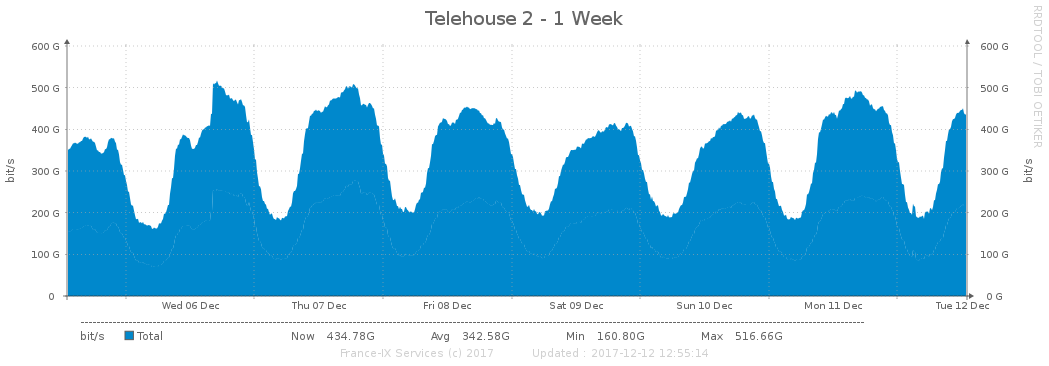 Telehouse 2 - 1 Week
RRDTOOL / TOBI OETIKER
600 G 600 G
500 G 500 G
400 G 400 G
300 G 300 G
200 G 200 G
100 G 100 G
0 0 G
bit/s
bit/s
Wed 06 Dec Thu 07 Dec Fri 08 Dec Sat 09 Dec Sun 10 Dec Mon 11 Dec Tue 12 Dec
bit/s Total Now 434.78G Avg 342.58G Min 160.80G Max 516.66G
France-IX Services (c) 2017 Updated : 2017-12-12 12:55:14